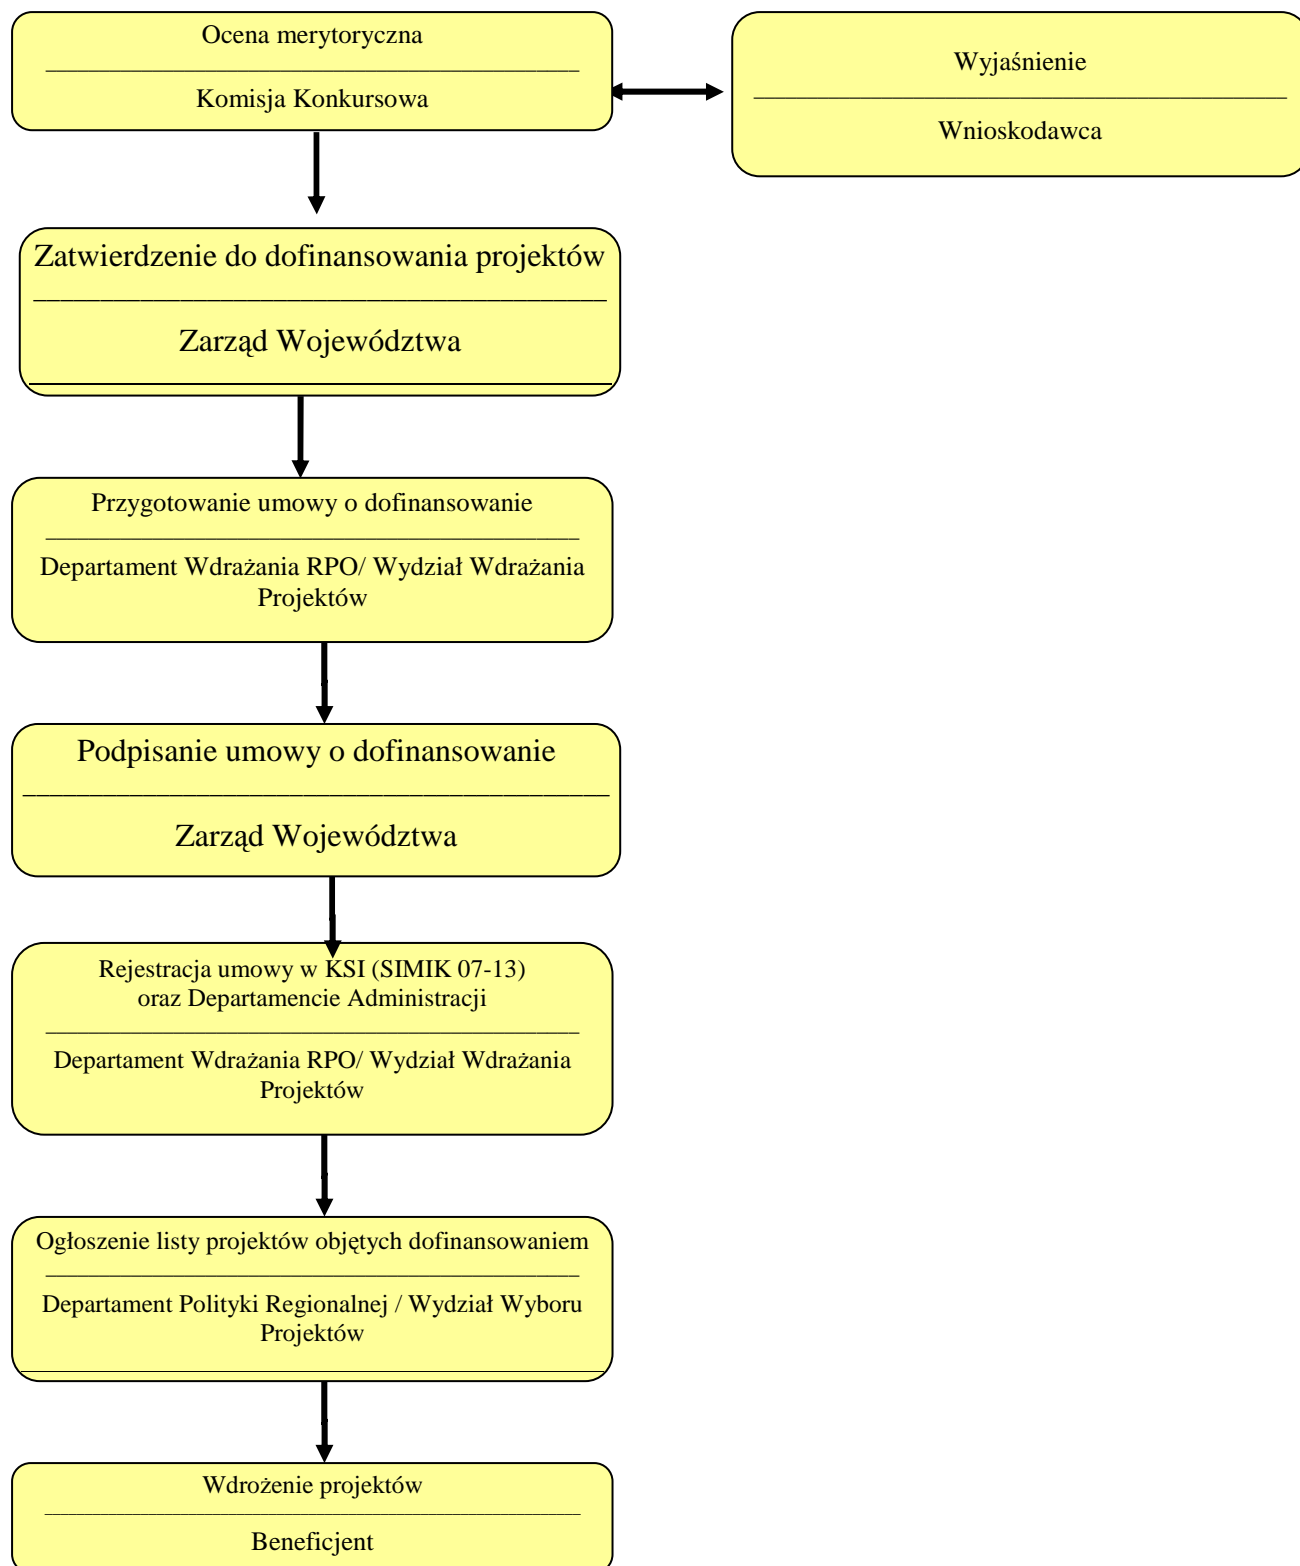 Ocena merytoryczna
Komisja Konkursowa
Wyjaśnienie
Wnioskodawca
Zatwierdzenie do dofinansowania projektów
Zarząd Województwa
Przygotowanie umowy o dofinansowanie
Departament Wdrażania RPO/ Wydział Wdrażania
Projektów
Podpisanie umowy o dofinansowanie
Zarząd Województwa
Rejestracja umowy w KSI (SIMIK 07-13)
oraz Departamencie Administracji
Departament Wdrażania RPO/ Wydział Wdrażania
Projektów
Ogłoszenie listy projektów objętych dofinansowaniem
Departament Polityki Regionalnej / Wydział Wyboru
Projektów
Wdrożenie projektów
Beneficjent